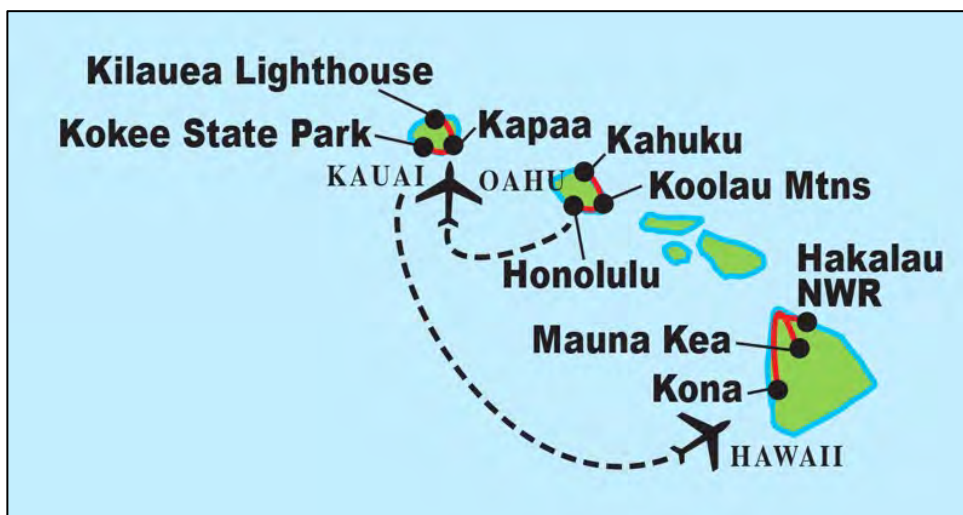 Kilauea Lighthouse
Kokee State Park
Kapaa
KAUAI
OAHU
Kahuku
Koolau Mtns
Honolulu
Hakalau
NWR
Mauna Kea
Kona
HAWAII